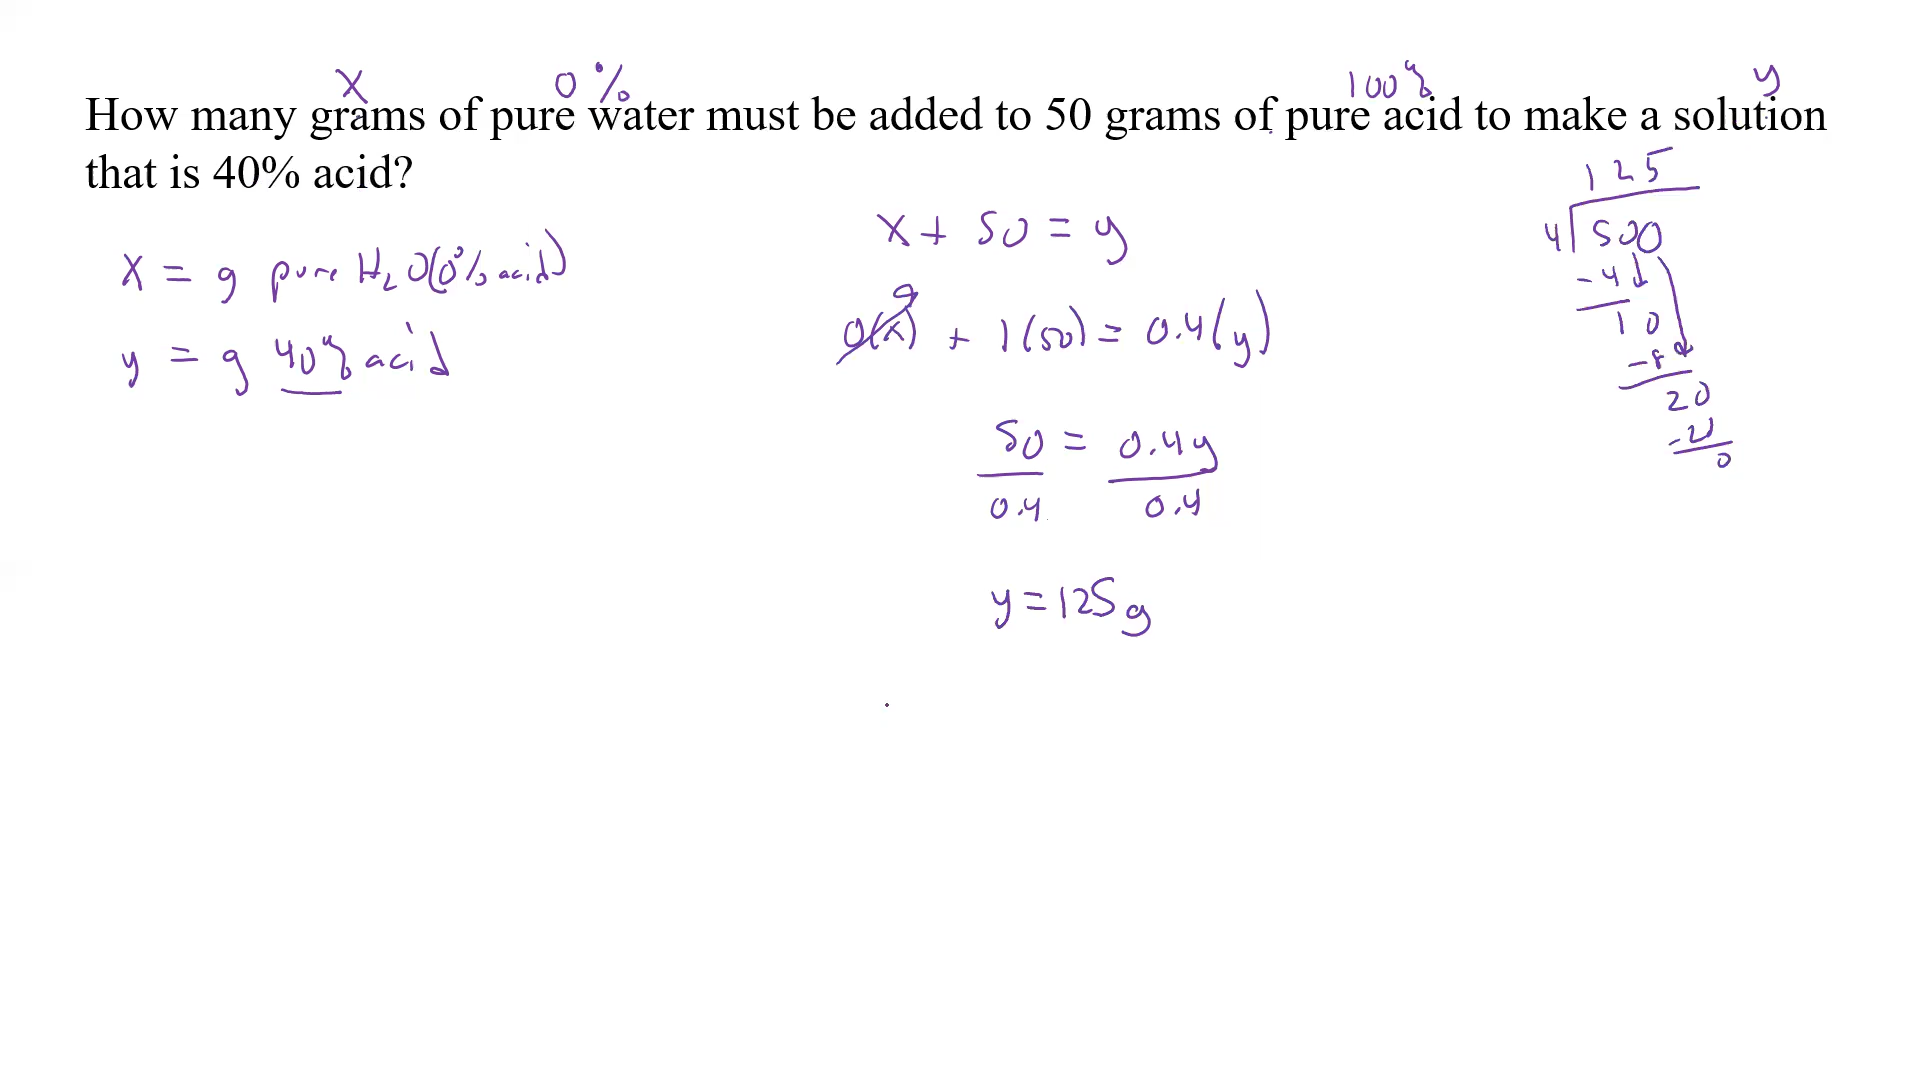 x 0% 100% y
How many grams of pure water must be added to 50 grams of pure acid to make a solution
that is 40% acid?
x = g pure H₂O (0% acid)
y = g 40% acid
x + 50 = y
0(x) + 1(50) = 0.4(y)
50 = 0.4y
0.4 0.4
y = 125 g
125
4 500
-4
10
-8
20
-20
0